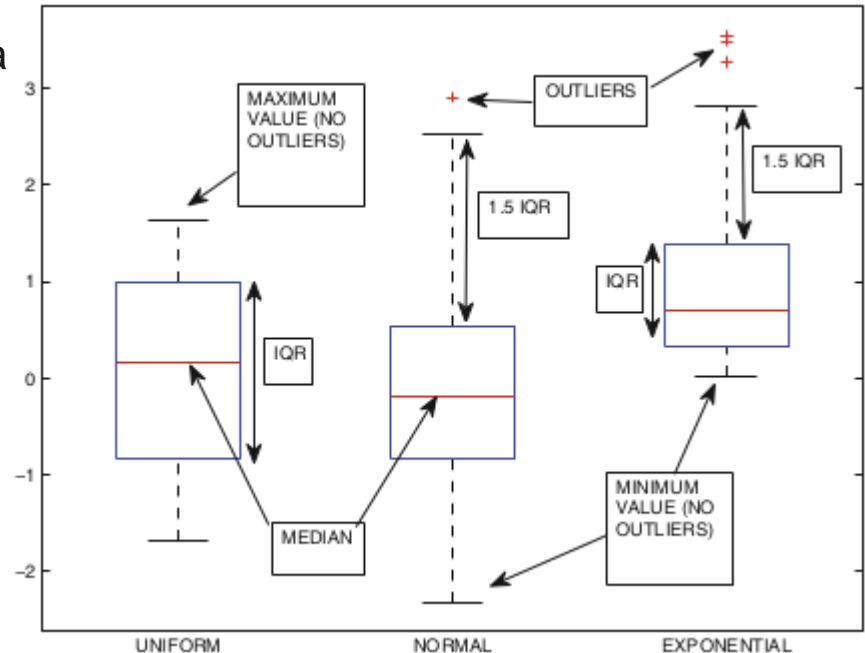 a
3
2
1
0
−1
−2
MAXIMUM
VALUE (NO
OUTLIERS)
OUTLIERS
1.5 IQR
1.5 IQR
IQR
IQR
MEDIAN
MINIMUM
VALUE (NO
OUTLIERS)
UNIFORM
NORMAL
EXPONENTIAL